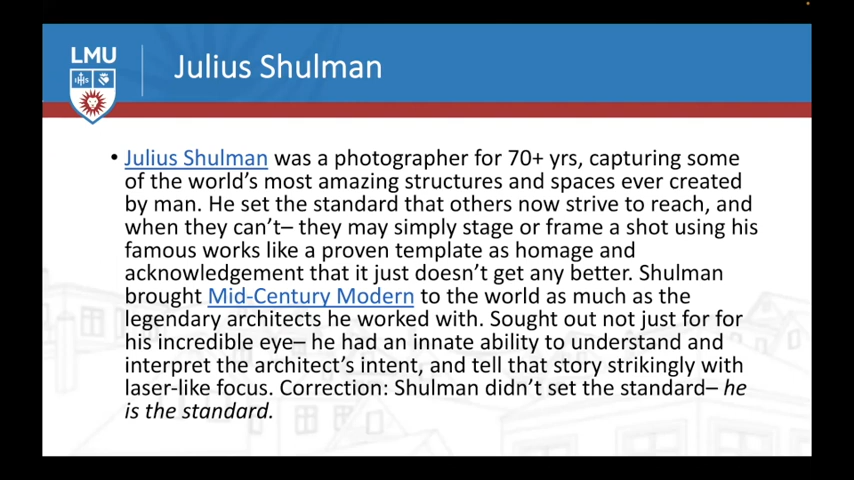 LMU
IHS
Julius Shulman
• Julius Shulman was a photographer for 70+ yrs, capturing some
of the world's most amazing structures and spaces ever created
by man. He set the standard that others now strive to reach, and
when they can't– they may simply stage or frame a shot using his
famous works like a proven template as homage and
acknowledgement that it just doesn't get any better. Shulman
brought Mid-Century Modern to the world as much as the
legendary architects he worked with. Sought out not just for for
his incredible eye– he had an innate ability to understand and
interpret the architect's intent, and tell that story strikingly with
laser-like focus. Correction: Shulman didn't set the standard– he
is the standard.